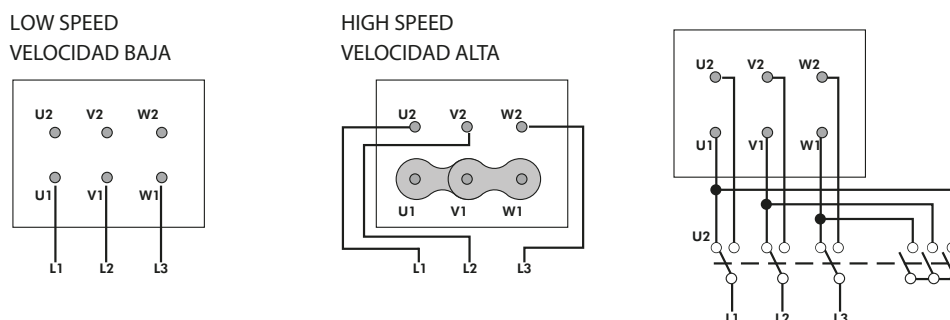 LOW SPEED
VELOCIDAD BAJA
U2 V2 W2
U1 V1 W1
L1 L2 L3
HIGH SPEED
VELOCIDAD ALTA
U2 V2 W2
U1 V1 W1
L1 L2 L3
U2 V2 W2
U1 V1 W1
U2
L1 L2 L3